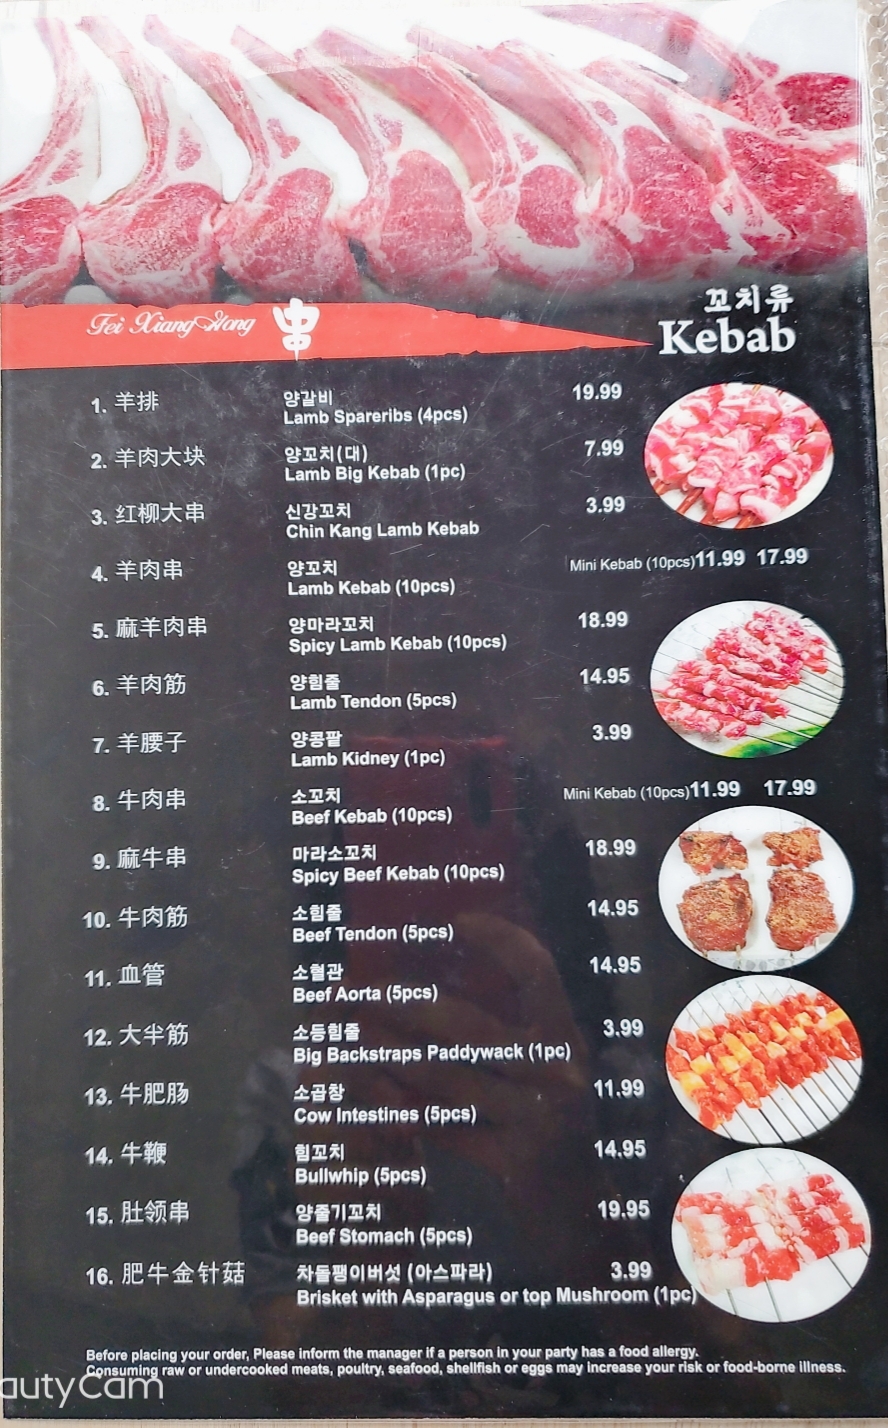 꼬치류
Fei Xiang Hong 串 Kebab
1. 羊排 양갈비 19.99
Lamb Spareribs (4pcs)
2. 羊肉大块 양꼬치(대) 7.99
Lamb Big Kebab (1pc)
3. 红柳大串 신강꼬치 3.99
Chin Kang Lamb Kebab
4. 羊肉串 양꼬치 Mini Kebab (10pcs)11.99 17.99
Lamb Kebab (10pcs)
5. 麻羊肉串 양마라꼬치 18.99
Spicy Lamb Kebab (10pcs)
6. 羊肉筋 양힘줄 14.95
Lamb Tendon (5pcs)
7. 羊腰子 양콩팥 3.99
Lamb Kidney (1pc)
8. 牛肉串 소꼬치 Mini Kebab (10pcs)11.99 17.99
Beef Kebab (10pcs)
9. 麻牛串 마라소꼬치 18.99
Spicy Beef Kebab (10pcs)
10. 牛肉筋 소힘줄 14.95
Beef Tendon (5pcs)
11. 血管 소혈관 14.95
Beef Aorta (5pcs)
12. 大半筋 소등힘줄 3.99
Big Backstraps Paddywack (1pc)
13. 牛肥肠 소곱창 11.99
Cow Intestines (5pcs)
14. 牛鞭 힘꼬치 14.95
Bullwhip (5pcs)
15. 肚领串 양줄기꼬치 19.95
Beef Stomach (5pcs)
16. 肥牛金针菇 차돌팽이버섯 (아스파라) 3.99
Brisket with Asparagus or top Mushroom (1pc)
Before placing your order, Please inform the manager if a person in your party has a food allergy.
Consuming raw or undercooked meats, poultry, seafood, shellfish or eggs may increase your risk or food-borne illness.
autyCam